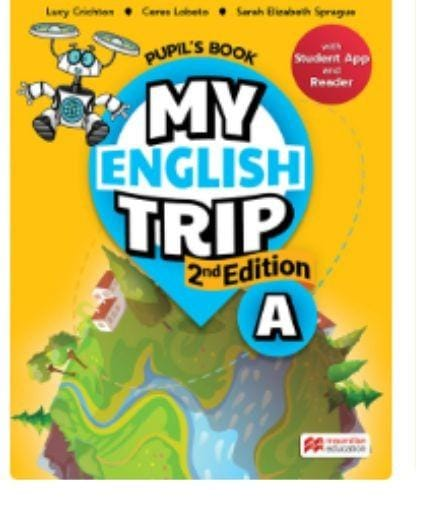 Lucy Crichton • Ceres Lobato • Sarah Elizabeth Sprague
PUPIL'S BOOK
with
Student App
and
Reader
MY
ENGLISH
TRIP
2nd Edition
A
macmillan
education